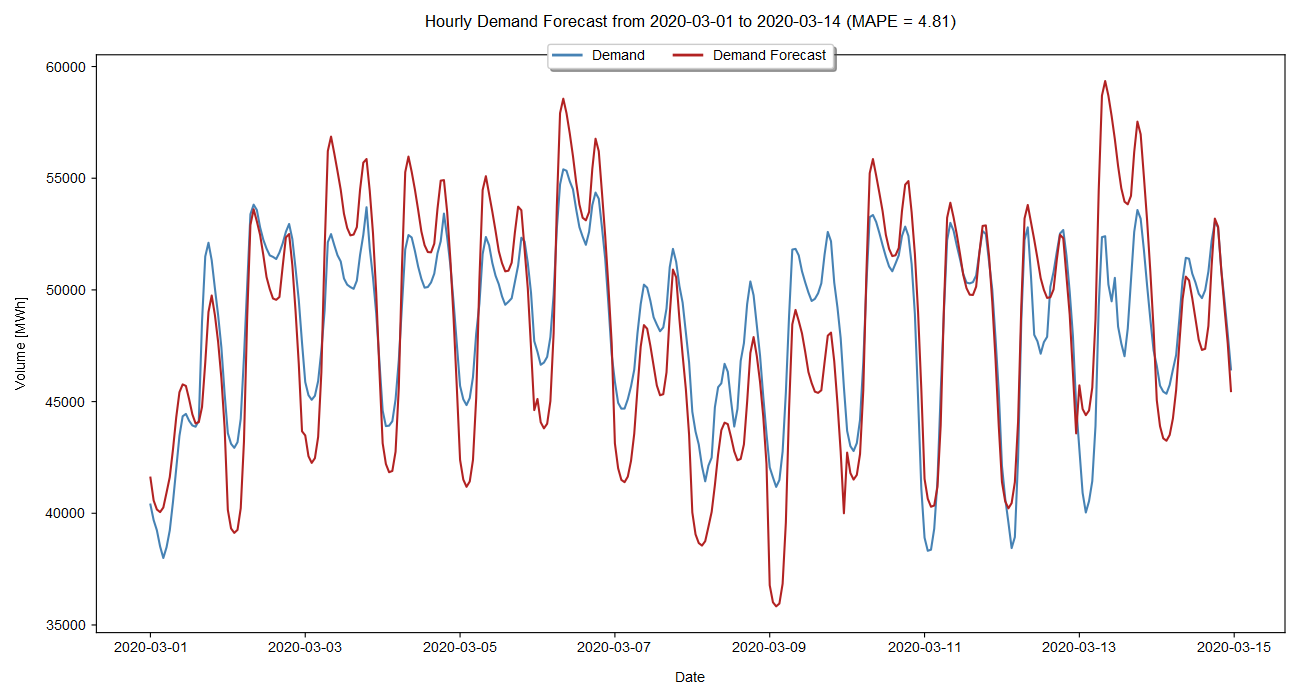 Hourly Demand Forecast from 2020-03-01 to 2020-03-14 (MAPE = 4.81)
Demand Demand Forecast
60000
55000
50000
45000
40000
35000
Volume [MWh]
2020-03-01 2020-03-03 2020-03-05 2020-03-07 2020-03-09 2020-03-11 2020-03-13 2020-03-15
Date